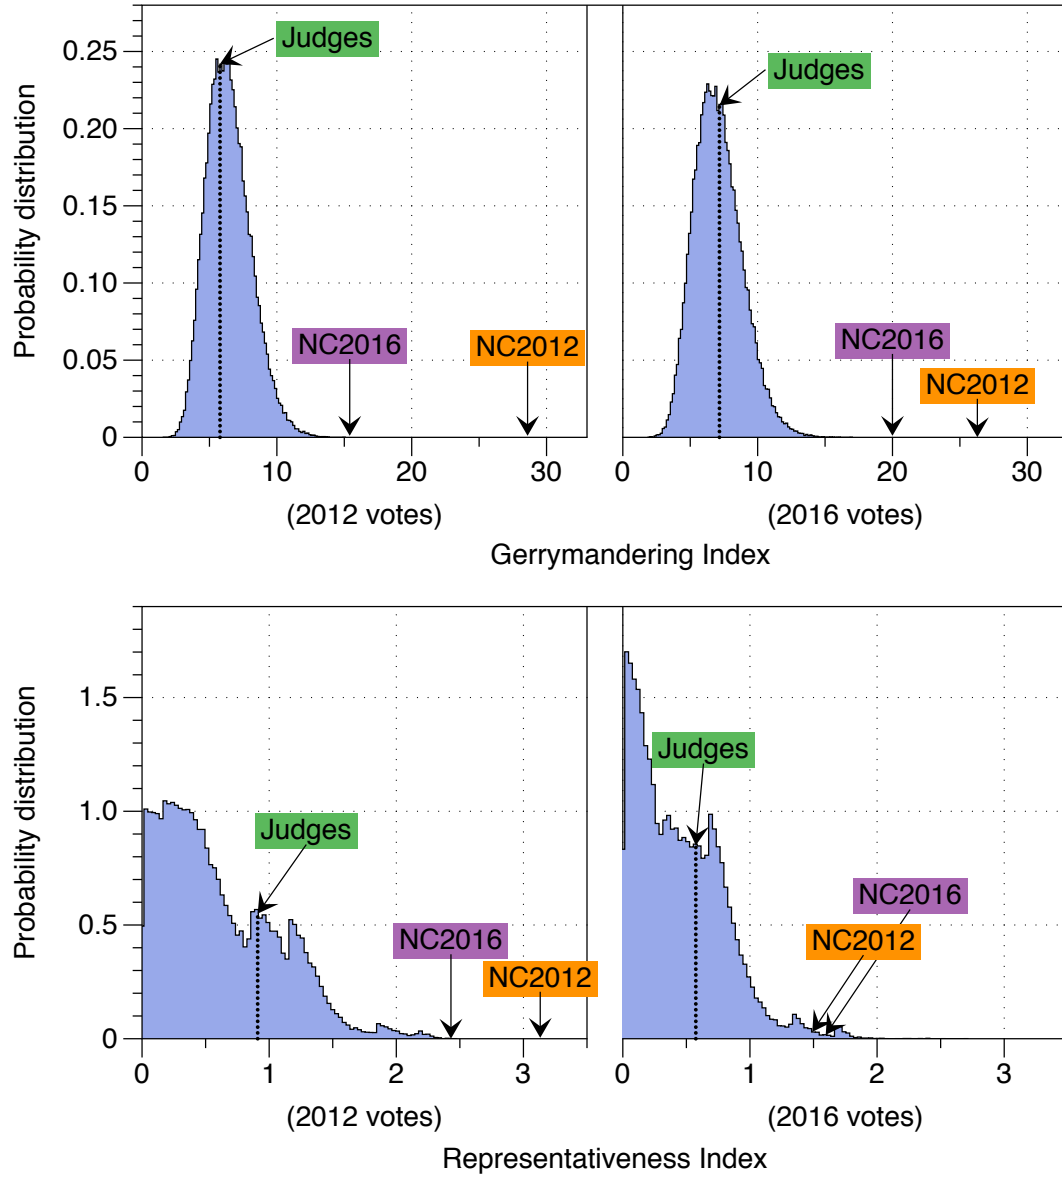 Probability distribution
0.25
0.20
0.15
0.10
0.05
0
Judges
NC2016
NC2012
0
10
20
30
(2012 votes)
Judges
NC2016
NC2012
0
10
20
30
(2016 votes)
Gerrymandering Index
Probability distribution
1.5
1.0
0.5
0
Judges
NC2016
NC2012
0
1
2
3
(2012 votes)
Judges
NC2016
NC2012
0
1
2
3
(2016 votes)
Representativeness Index